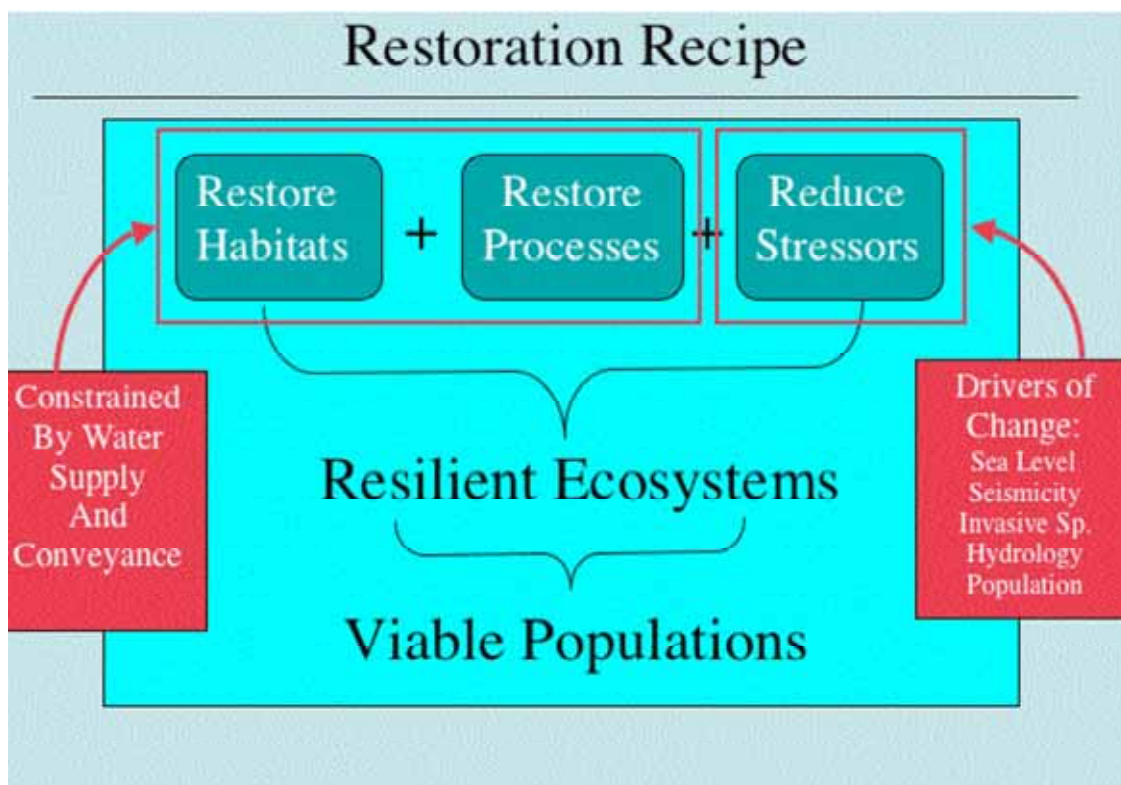 Restoration Recipe
Restore
Habitats
+
Restore
Processes
+
Reduce
Stressors
Constrained
By Water
Supply
And
Conveyance
Drivers of
Change:
Sea Level
Seismicity
Invasive Sp.
Hydrology
Population
Resilient Ecosystems
Viable Populations